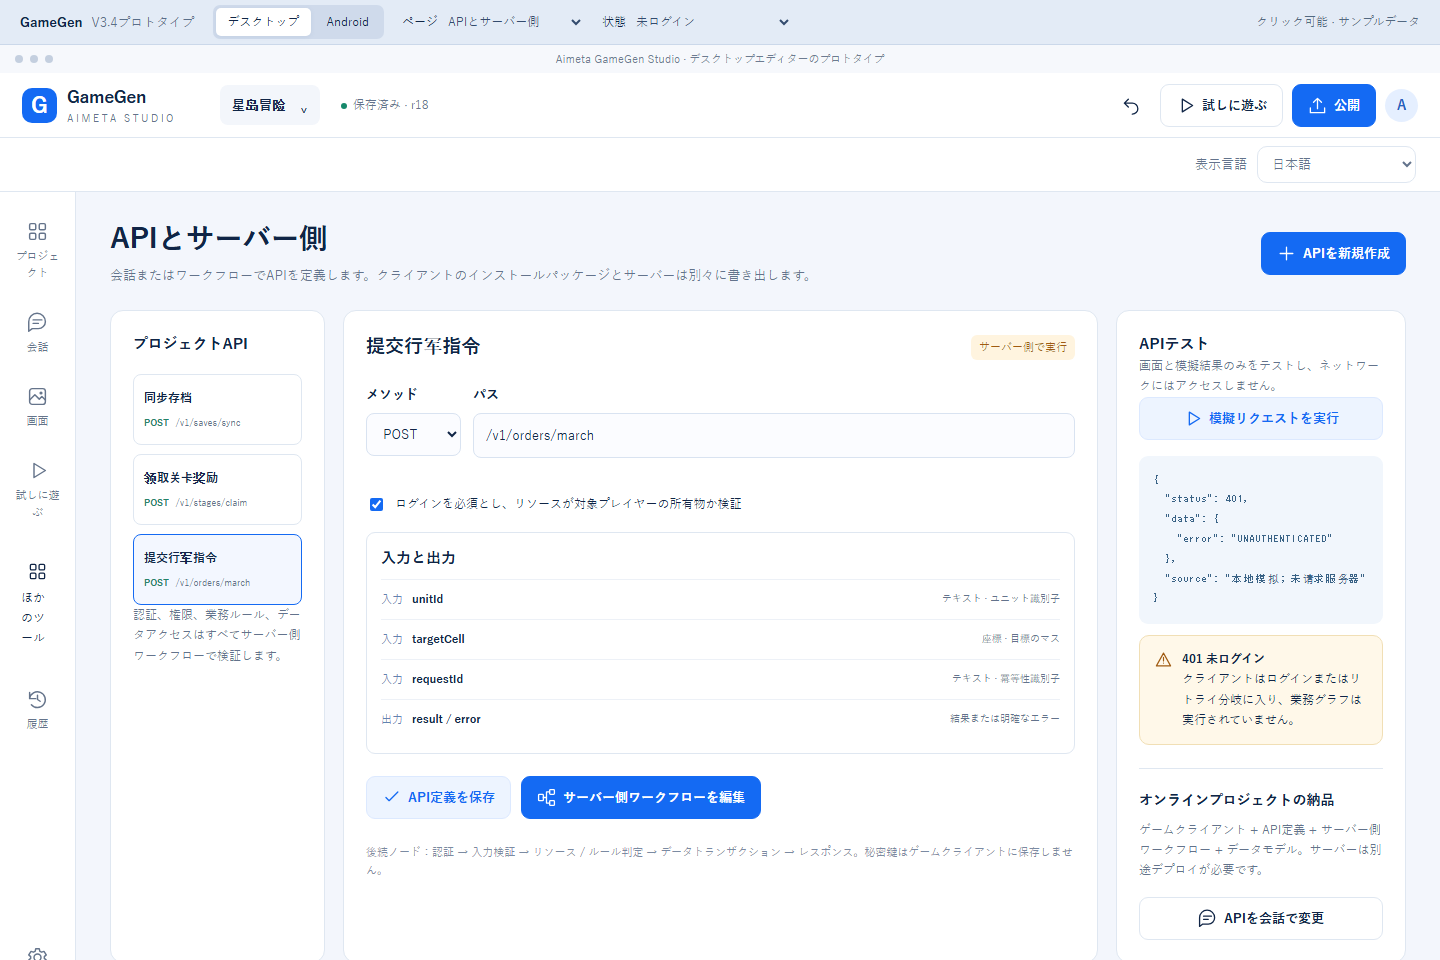 GameGen V3.4プロトタイプ デスクトップ Android ページ APIとサーバー側 状態 未ログイン クリック可能 · サンプルデータ
Aimeta GameGen Studio · デスクトップエディターのプロトタイプ
G GameGen
AIMETA STUDIO
星岛冒险
保存済み · r18
試しに遊ぶ
公開
A
表示言語 日本語
プロジェ
クト
会話
画面
試しに遊
ぶ
ほか
のツ
ール
履歴
APIとサーバー側
会話またはワークフローでAPIを定義します。クライアントのインストールパッケージとサーバーは別々に書き出します。
APIを新規作成
プロジェクトAPI
同步存档
POST /v1/saves/sync
领取关卡奖励
POST /v1/stages/claim
提交行军指令
POST /v1/orders/march
認証、権限、業務ルール、デー
タアクセスはすべてサーバー側
ワークフローで検証します。
提交行军指令
サーバー側で実行
メソッド パス
POST /v1/orders/march
ログインを必須とし、リソースが対象プレイヤーの所有物か検証
入力と出力
入力 unitId テキスト · ユニット識別子
入力 targetCell 座標 · 目標のマス
入力 requestId テキスト · 冪等性識別子
出力 result / error 結果または明確なエラー
API定義を保存
サーバー側ワークフローを編集
後続ノード：認証 → 入力検証 → リソース / ルール判定 → データトランザクション → レスポンス。秘密鍵はゲームクライアントに保存しませ
ん。
APIテスト
画面と模擬結果のみをテストし、ネットワー
クにはアクセスしません。
模擬リクエストを実行
{
"status": 401,
"data": {
"error": "UNAUTHENTICATED"
},
"source": "本地模拟；未请求服务器"
}
401 未ログイン
クライアントはログインまたはリ
トライ分岐に入り、業務グラフは
実行されていません。
オンラインプロジェクトの納品
ゲームクライアント + API定義 + サーバー側
ワークフロー + データモデル。サーバーは別
途デプロイが必要です。
APIを会話で変更